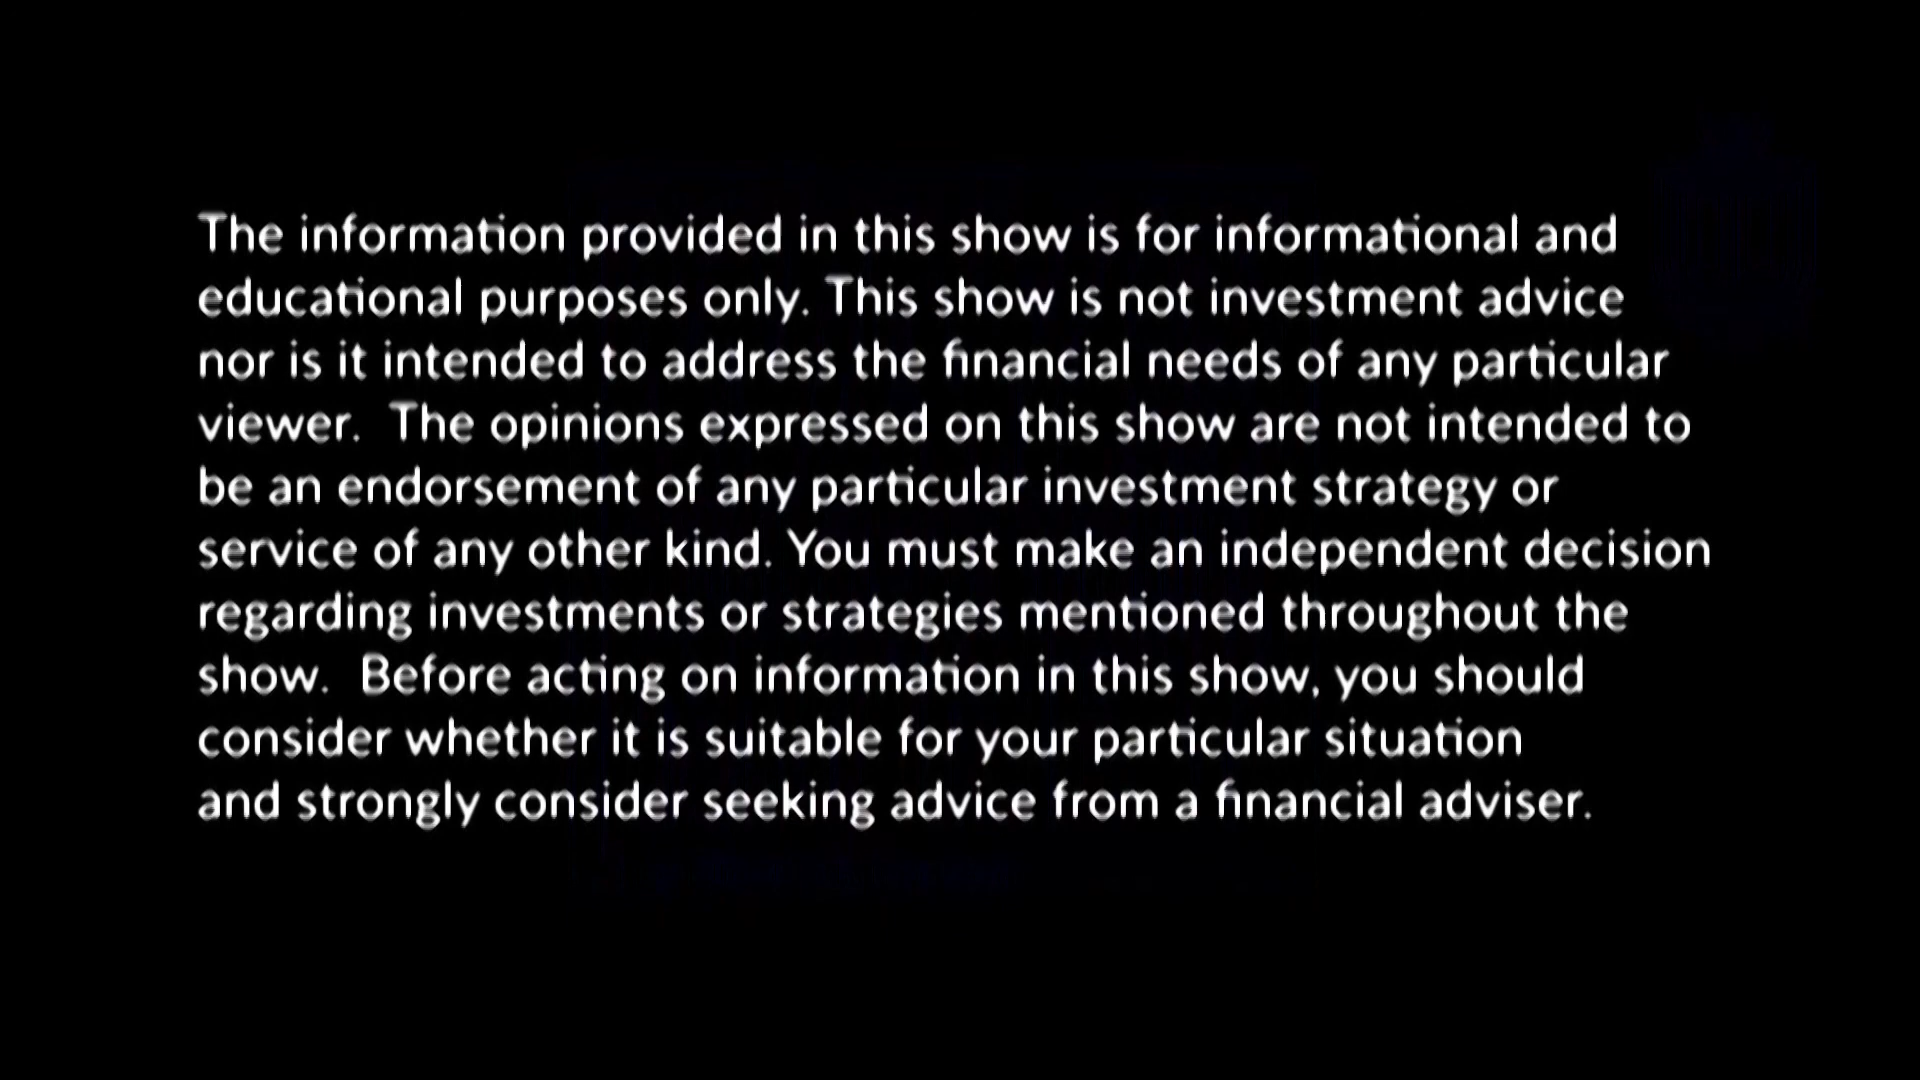 The information provided in this show is for informational and
educational purposes only. This show is not investment advice
nor is it intended to address the financial needs of any particular
viewer.  The opinions expressed on this show are not intended to
be an endorsement of any particular investment strategy or
service of any other kind. You must make an independent decision
regarding investments or strategies mentioned throughout the
show.  Before acting on information in this show, you should
consider whether it is suitable for your particular situation
and strongly consider seeking advice from a financial adviser.